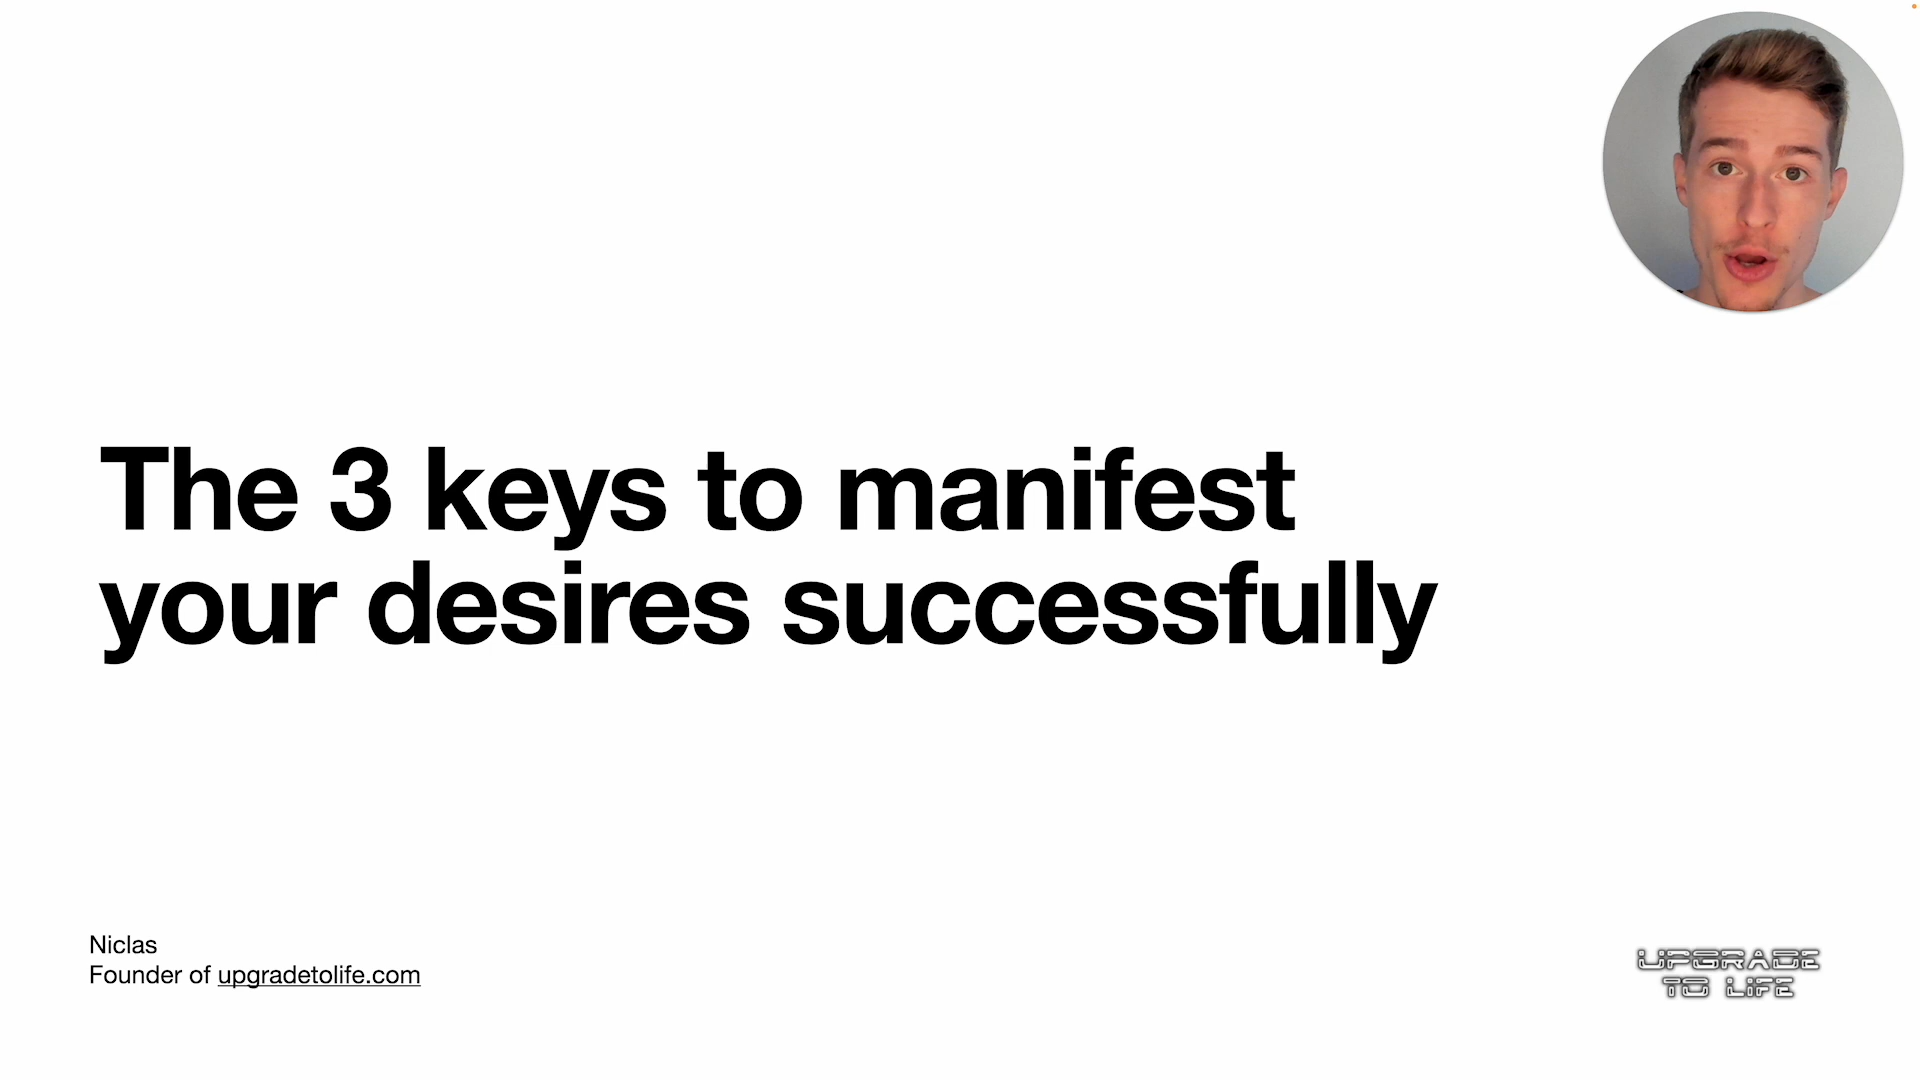 The 3 keys to manifest
your desires successfully
Niclas
Founder of upgradetolife.com
UPGRADE
TO LIFE